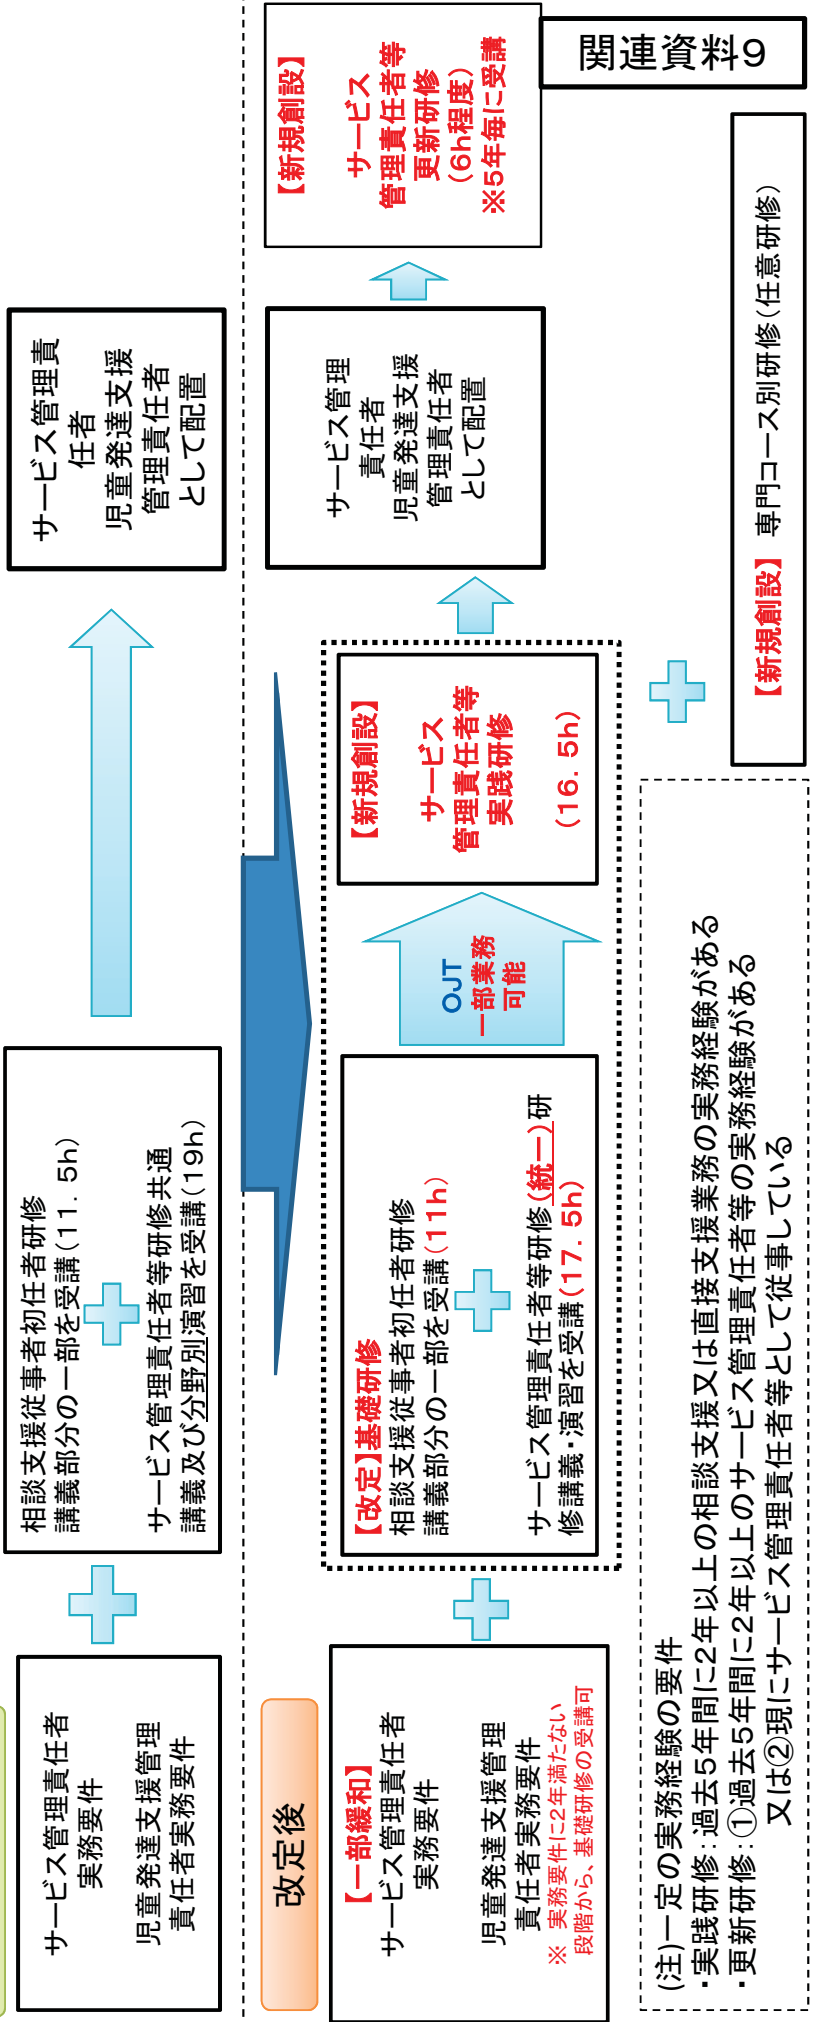 関連資料9
サービス管理責任者
実務要件
児童発達支援管理
責任者実務要件
相談支援従事者初任者研修
講義部分の一部を受講(11.5h)
サービス管理責任者等研修共通
講義及び分野別演習を受講(19h)
サービス管理責
任者
児童発達支援
管理責任者
として配置
改定後
【一部緩和】
サービス管理責任者
実務要件
児童発達支援管理
責任者実務要件
※ 実務要件に2年満たない
段階から、基礎研修の受講可
【改定】基礎研修
相談支援従事者初任者研修
講義部分の一部を受講(11h)
サービス管理責任者等研修(統一)研
修講義・演習を受講(17.5h)
OJT
一部業務
可能
【新規創設】
サービス
管理責任者等
実践研修
(16.5h)
サービス管理
責任者
児童発達支援
管理責任者
として配置
【新規創設】
サービス
管理責任者等
更新研修
(6h程度)
※5年毎に受講
(注)一定の実務経験の要件
・実践研修：過去5年間に2年以上の相談支援又は直接支援業務の実務経験がある
・更新研修：①過去5年間に2年以上のサービス管理責任者等の実務経験がある
又は②現にサービス管理責任者等として従事している
【新規創設】 専門コース別研修(任意研修)